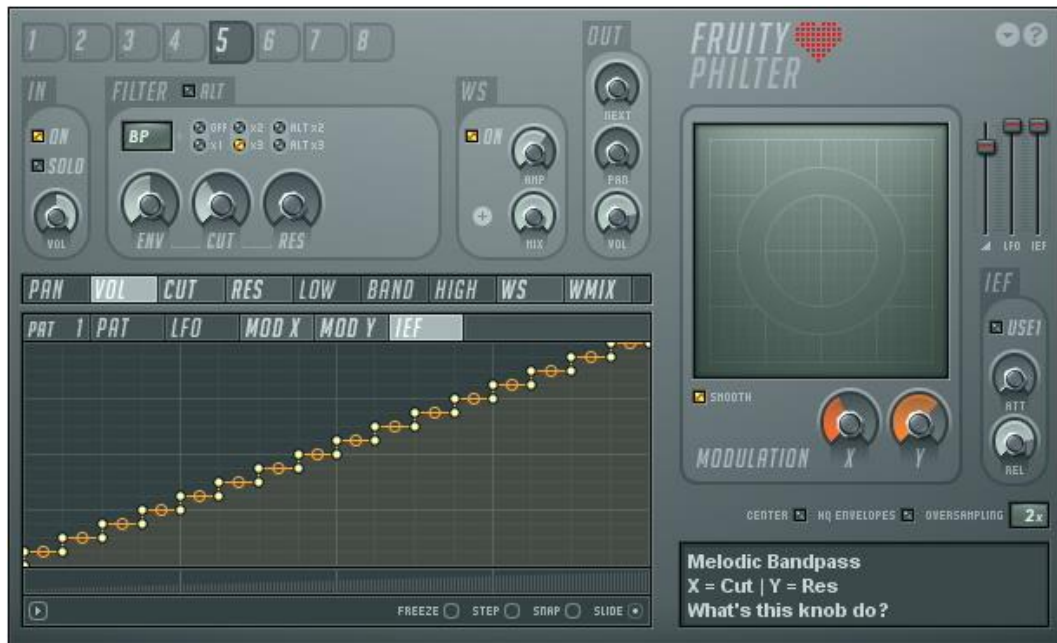 1 2 3 4 5 6 7 8
OUT
FRUITY
PHILTER
?
IN
FILTER ALT
WS
NEXT
ON
SOLO
BP
OFF x2 ALT x2
x1 x3 ALT x3
ON
AMP
PAN
VOL
ENV CUT RES
MIX
VOL
LFO IEF
PAN VOL CUT RES LOW BAND HIGH WS WMIX
IEF
PAT 1 PAT LFO MOD X MOD Y IEF
USE1
ATT
SMOOTH
MODULATION X Y
REL
CENTER HQ ENVELOPES OVERSAMPLING 2x
Melodic Bandpass
X = Cut | Y = Res
What's this knob do?
FREEZE STEP SNAP SLIDE